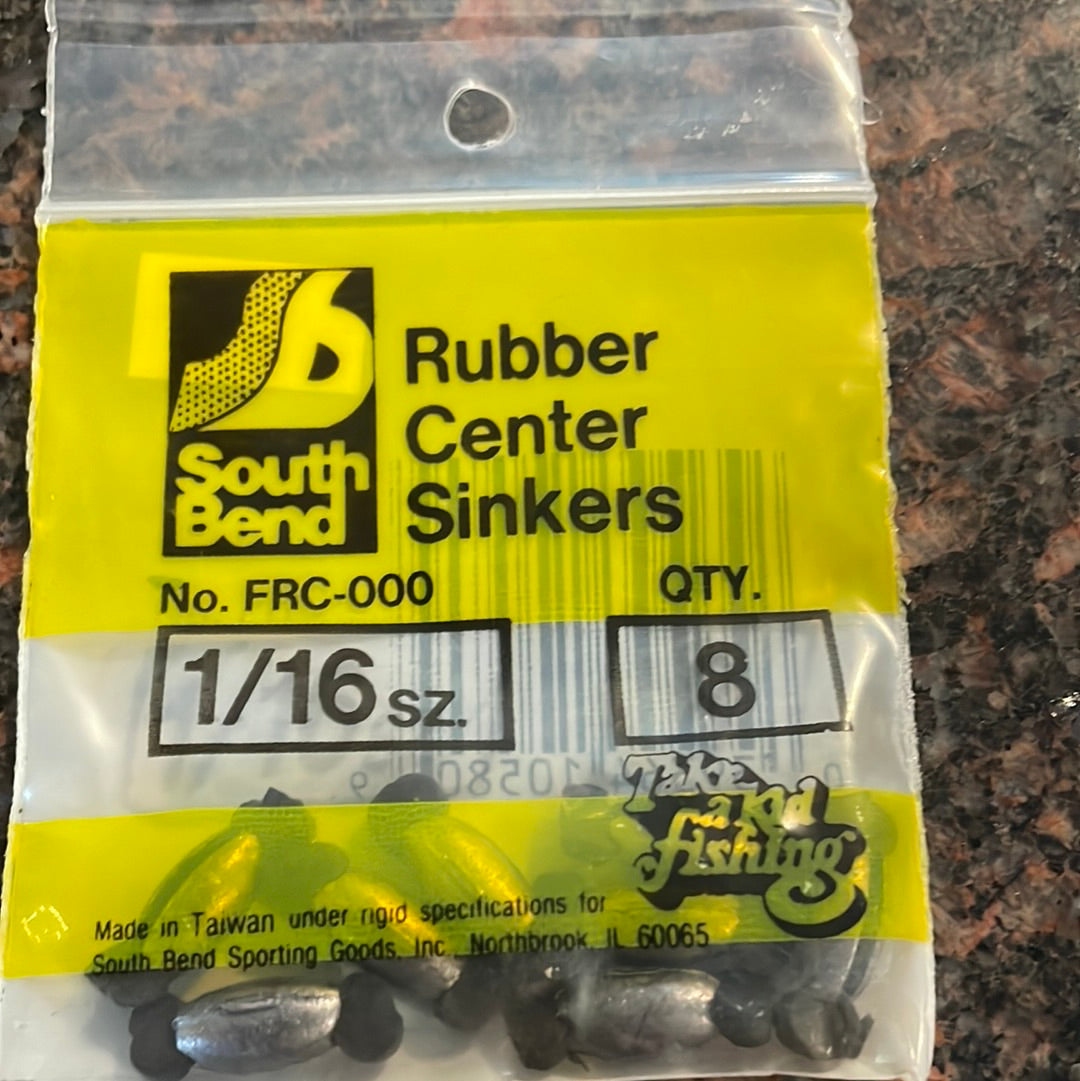 South
Bend
Rubber
Center
Sinkers
No. FRC-000
QTY.
1/16 sz.
8
Take
a kid
fishing
Made in Taiwan under rigid specifications for
South Bend Sporting Goods, Inc., Northbrook, IL 60065